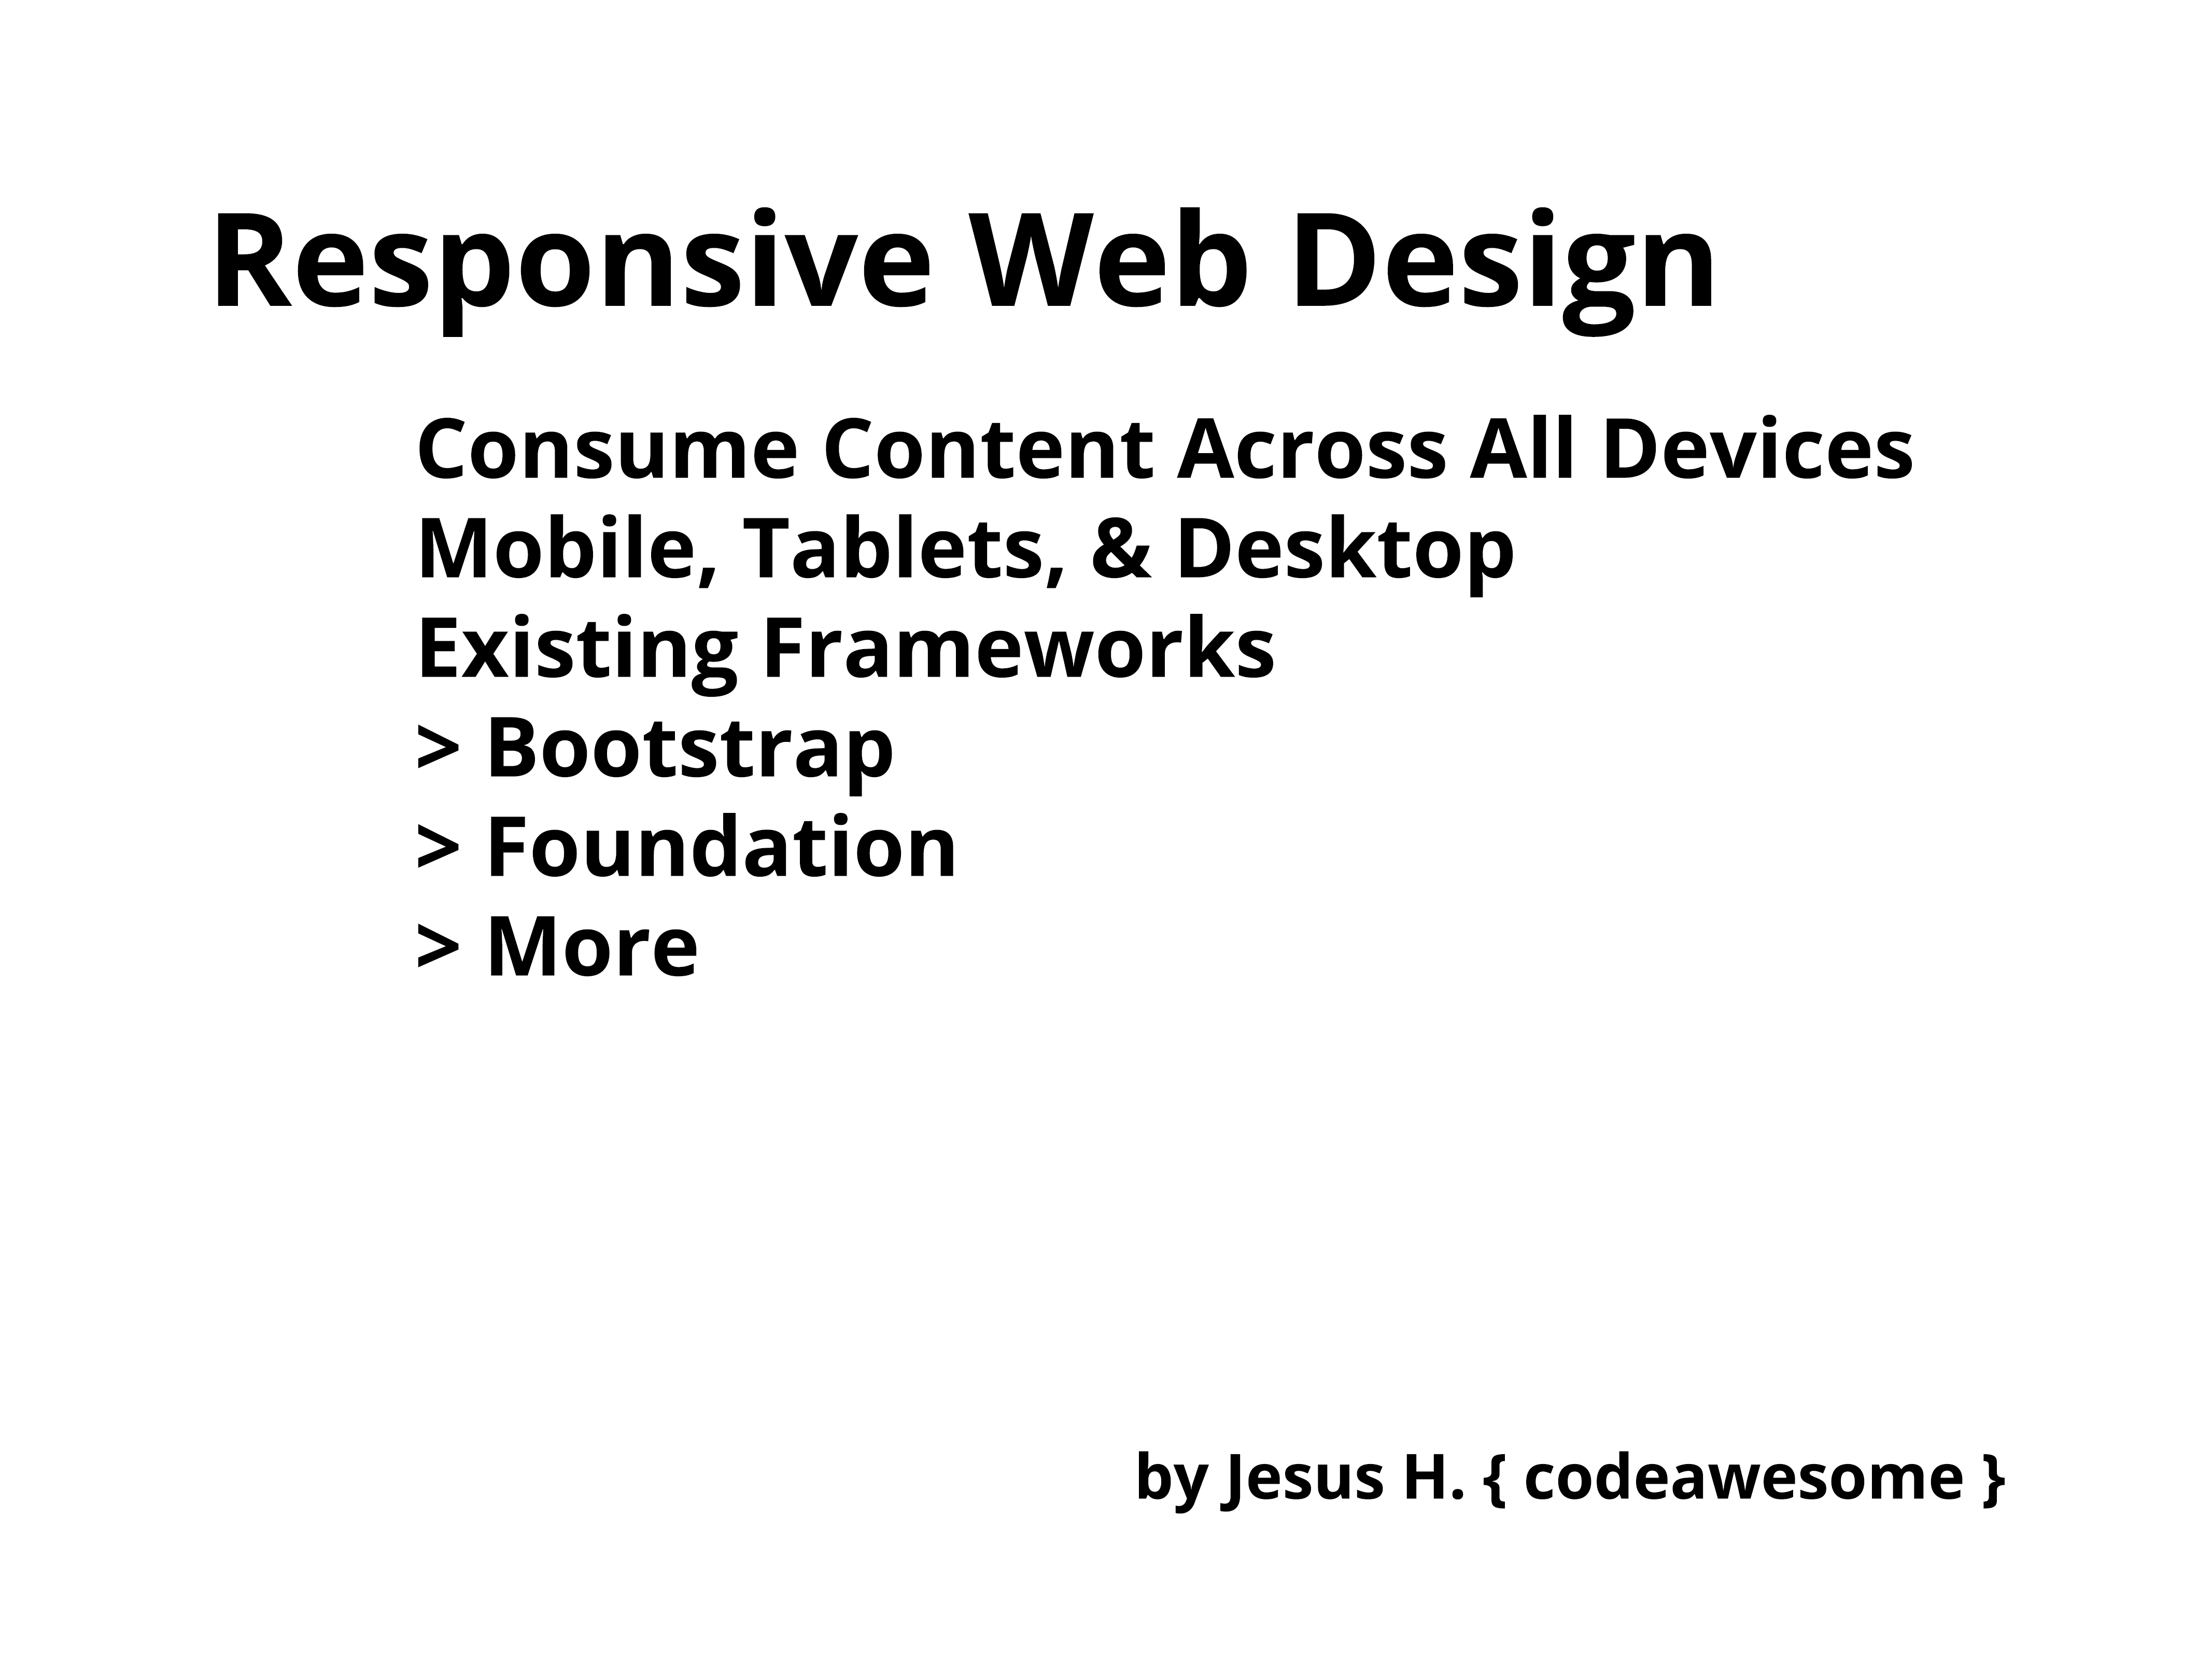 Responsive Web Design
Consume Content Across All Devices
Mobile, Tablets, & Desktop
Existing Frameworks
> Bootstrap
> Foundation
> More
by Jesus H. { codeawesome }